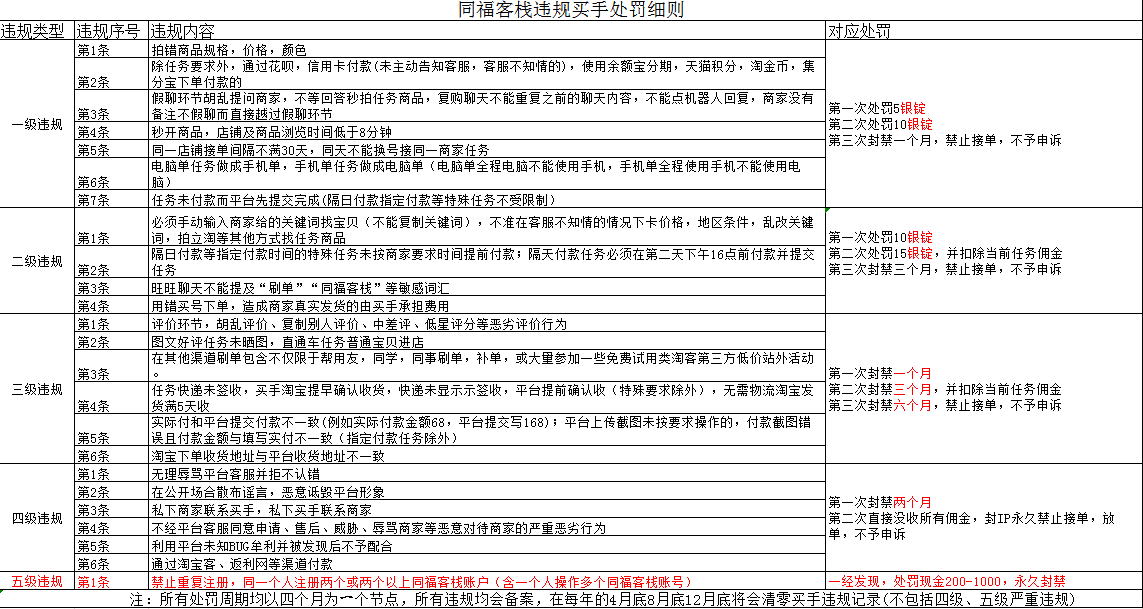 同福客栈违规买手处罚细则
违规类型 违规序号 违规内容 对应处罚
一级违规
第1条 拍错商品规格，价格，颜色
第2条 除任务要求外，通过花呗，信用卡付款(未主动告知客服，客服不知情的)，使用余额宝分期，天猫积分，淘金币，集
分宝下单付款的
第3条 假聊环节胡乱提问商家，不等回答秒拍任务商品，复购聊天不能重复之前的聊天内容，不能点机器人回复，商家没有
备注不假聊而直接越过假聊环节
第4条 秒开商品，店铺及商品浏览时间低于8分钟
第5条 同一店铺接单间隔不满30天，同天不能换号接同一商家任务
第6条 电脑单任务做成手机单，手机单任务做成电脑单（电脑单全程电脑不能使用手机，手机单全程使用手机不能使用电
脑）
第7条 任务未付款而平台先提交完成(隔日付款指定付款等特殊任务不受限制)
第一次处罚5银锭
第二次处罚10银锭
第三次封禁一个月，禁止接单，不予申诉
二级违规
第1条 必须手动输入商家给的关键词找宝贝（不能复制关键词），不准在客服不知情的情况下卡价格，地区条件，乱改关键
词，拍立淘等其他方式找任务商品
第2条 隔日付款等指定付款时间的特殊任务未按商家要求时间提前付款；隔天付款任务必须在第二天下午16点前付款并提交
任务
第3条 旺旺聊天不能提及“刷单”“同福客栈”等敏感词汇
第4条 用错买号下单，造成商家真实发货的由买手承担费用
第一次处罚10银锭
第二次处罚15银锭，并扣除当前任务佣金
第三次封禁三个月，禁止接单，不予申诉
三级违规
第1条 评价环节，胡乱评价、复制别人评价、中差评、低星评分等恶劣评价行为
第2条 图文好评任务未晒图，直通车任务普通宝贝进店
第3条 在其他渠道刷单包含不仅限于帮用友，同学，同事刷单，补单，或大量参加一些免费试用类淘客第三方低价站外活动
。
第4条 任务快递未签收，买手淘宝提早确认收货，快递未显示示签收，平台提前确认收（特殊要求除外），无需物流淘宝发
货满5天收
第5条 实际付和平台提交付款不一致(例如实际付款金额68，平台提交写168)；平台上传截图未按要求操作的，付款截图错
误且付款金额与填写实付不一致（指定付款任务除外）
第6条 淘宝下单收货地址与平台收货地址不一致
第一次封禁一个月
第二次封禁三个月，并扣除当前任务佣金
第三次封禁六个月，禁止接单，不予申诉
四级违规
第1条 无理辱骂平台客服并拒不认错
第2条 在公开场合散布谣言，恶意诋毁平台形象
第3条 私下商家联系买手，私下买手联系商家
第4条 不经平台客服同意申请、售后、威胁、辱骂商家等恶意对待商家的严重恶劣行为
第5条 利用平台未知BUG牟利并被发现后不予配合
第6条 通过淘宝客、返利网等渠道付款
第一次封禁两个月
第二次直接没收所有佣金，封IP永久禁止接单，放
单，不予申诉
五级违规 第1条 禁止重复注册，同一个人注册两个或两个以上同福客栈账户（含一个人操作多个同福客栈账号） 一经发现，处罚现金200-1000，永久封禁
注：所有处罚周期均以四个月为一个节点，所有违规均会备案，在每年的4月底8月底12月底将会清零买手违规记录(不包括四级、五级严重违规)